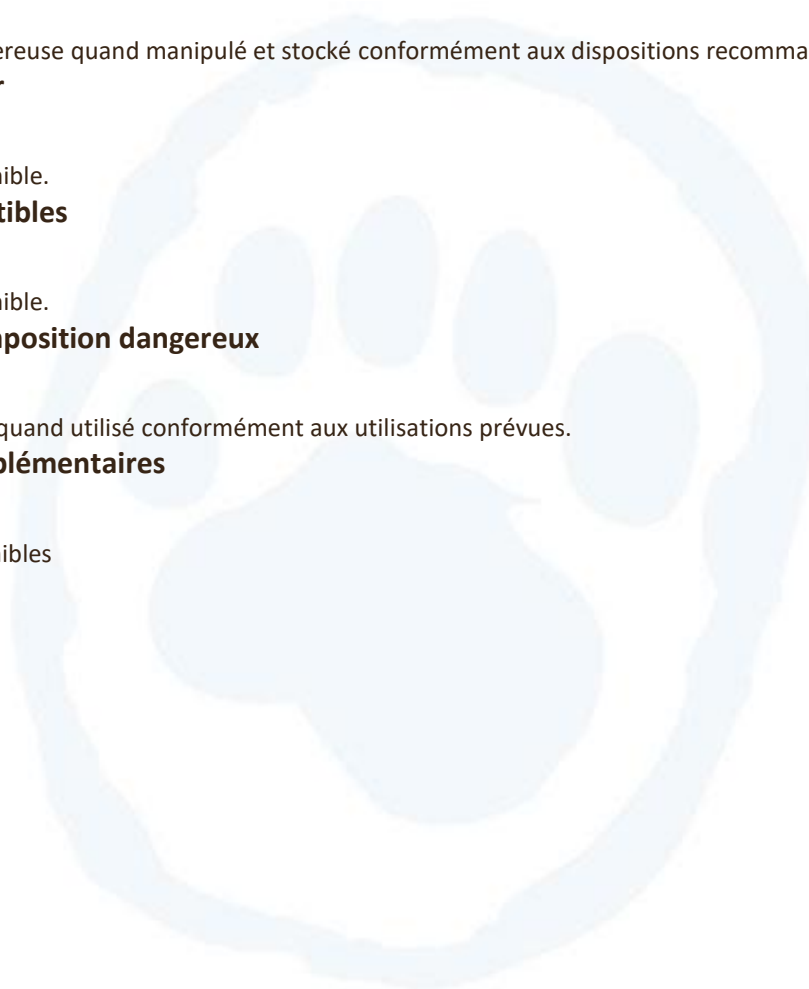 ereuse quand manipulé et stocké conformément aux dispositions recomma
r
nible.
tibles
nible.
nposition dangereux
quand utilisé conformément aux utilisations prévues.
plémentaires
nibles